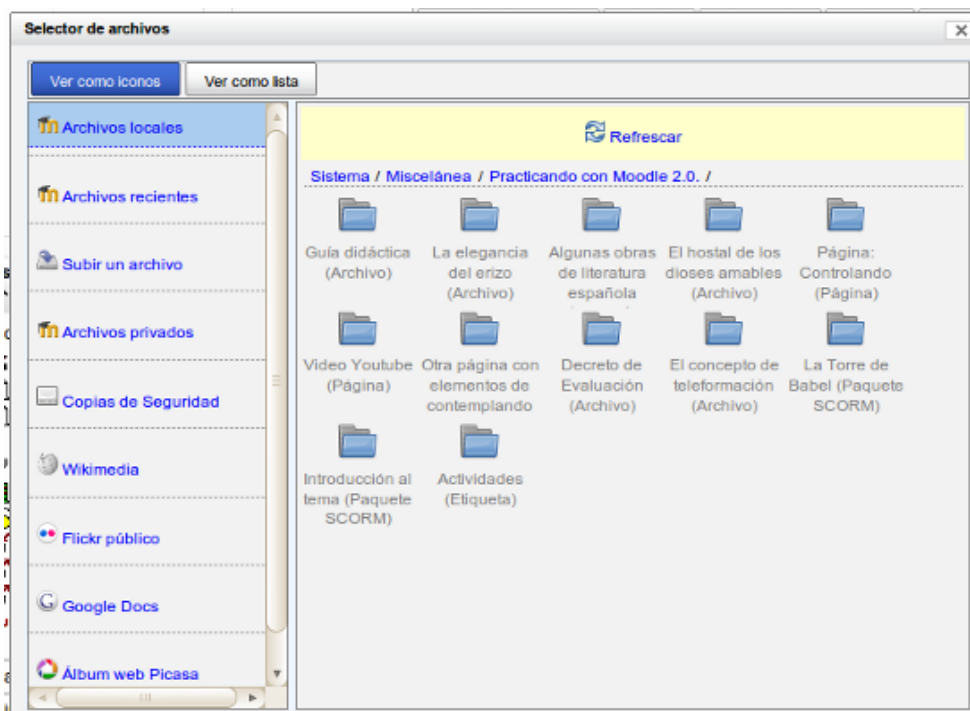 Selector de archivos
Ver como iconos
Ver como lista
Archivos locales
Archivos recientes
Subir un archivo
Archivos privados
Copias de Seguridad
Wikimedia
Flickr público
Google Docs
Álbum web Picasa
Refrescar
Sistema / Miscelánea / Practicando con Moodle 2.0. /
Guía didáctica
(Archivo)
La elegancia
del erizo
(Archivo)
Algunas obras
de literatura
española
El hostal de los
dioses amables
(Archivo)
Página:
Controlando
(Página)
Video Youtube
(Página)
Otra página con
elementos de
contemplando
Decreto de
Evaluación
(Archivo)
El concepto de
teleformación
(Archivo)
La Torre de
Babel (Paquete
SCORM)
Introducción al
tema (Paquete
SCORM)
Actividades
(Etiqueta)